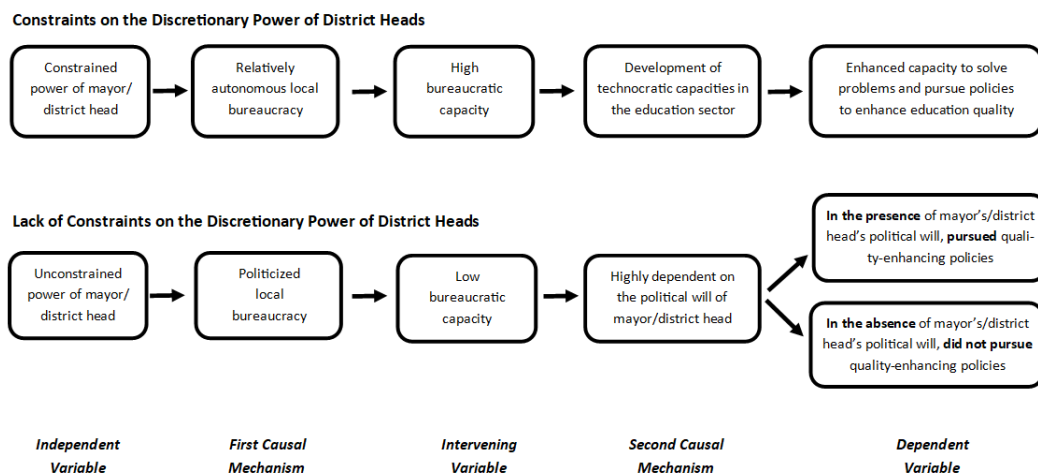 Constraints on the Discretionary Power of District Heads
Constrained
power of mayor/
district head
Relatively
autonomous local
bureaucracy
High
bureaucratic
capacity
Development of
technocratic capacities in
the education sector
Enhanced capacity to solve
problems and pursue policies
to enhance education quality
Lack of Constraints on the Discretionary Power of District Heads
Unconstrained
power of mayor/
district head
Politicized
local
bureaucracy
Low
bureaucratic
capacity
Highly dependent on
the political will of
mayor/district head
In the presence of mayor's/district
head's political will, pursued quali-
ty-enhancing policies
In the absence of mayor's/district
head's political will, did not pursue
quality-enhancing policies
Independent
Variable
First Causal
Mechanism
Intervening
Variable
Second Causal
Mechanism
Dependent
Variable